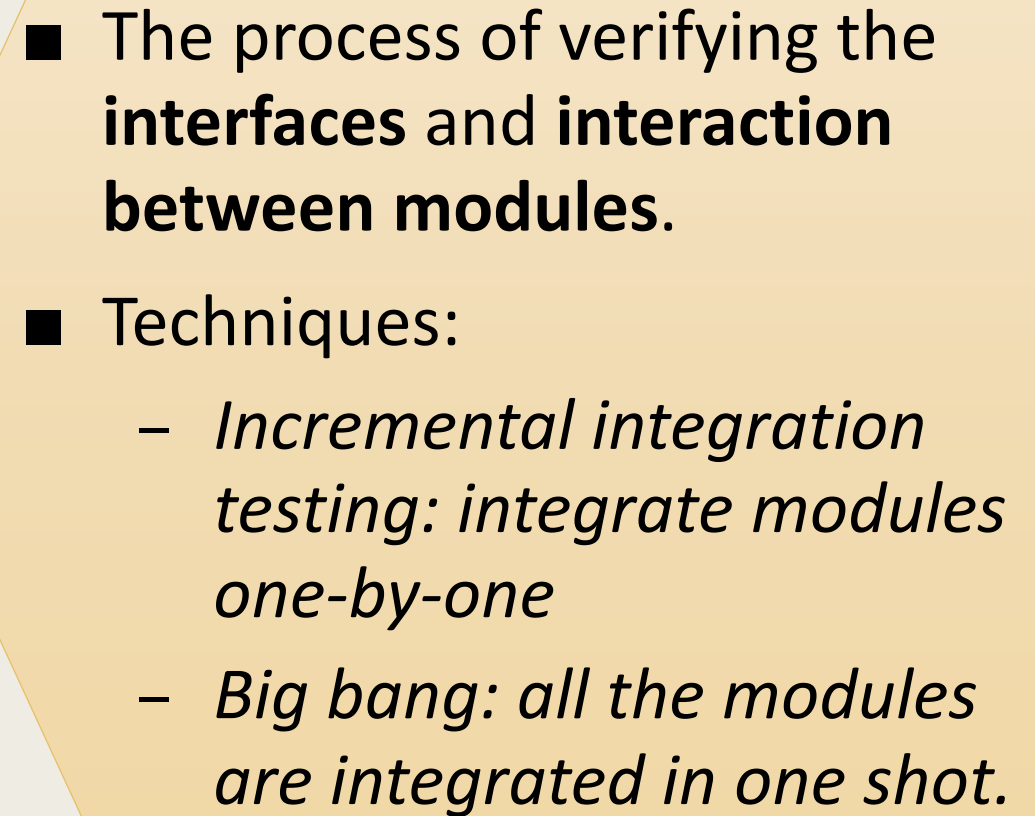 ■ The process of verifying the
interfaces and interaction
between modules.
■ Techniques:
– Incremental integration
testing: integrate modules
one-by-one
– Big bang: all the modules
are integrated in one shot.